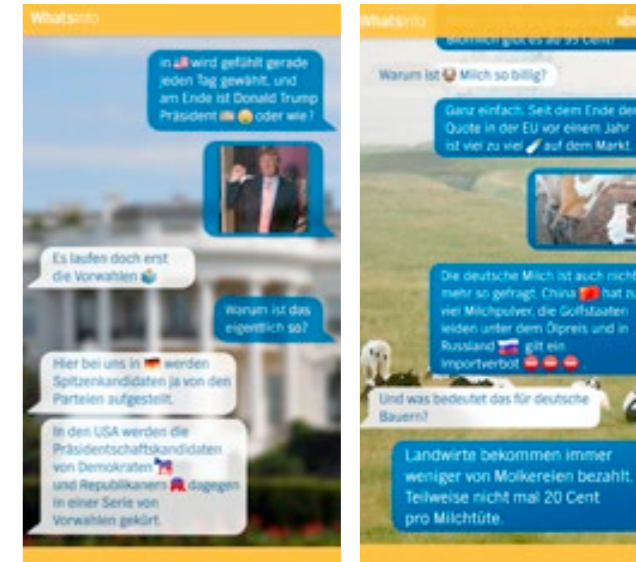 WhatsInfo
in 🇺🇸 wird gefühlt gerade
jeden Tag gewählt, und
am Ende ist Donald Trump
Präsident oder wie?
Es laufen doch erst
die Vorwahlen 🗳️
Warum ist das
eigentlich so?
Hier bei uns in 🇩🇪 werden
Spitzenkandidaten ja von den
Parteien aufgestellt.
In den USA werden die
Präsidentschaftskandidaten
von Demokraten
und Republikanern dagegen
in einer Serie von
Vorwahlen gekürt.
WhatsInfo
Biomilch gibt es ab 95 Cent!
Warum ist 🐮 Milch so billig?
Ganz einfach: Seit dem Ende der
Quote in der EU vor einem Jahr
ist viel zu viel 🍼 auf dem Markt.
Die deutsche Milch ist auch nicht
mehr so gefragt. China 🇨🇳 hat zu
viel Milchpulver, die Golfstaaten
leiden unter dem Ölpreis und in
Russland 🇷🇺 gilt ein
Importverbot ⛔ ⛔ ⛔
Und was bedeutet das für deutsche
Bauern?
Landwirte bekommen immer
weniger von Molkereien bezahlt.
Teilweise nicht mal 20 Cent
pro Milchtüte.